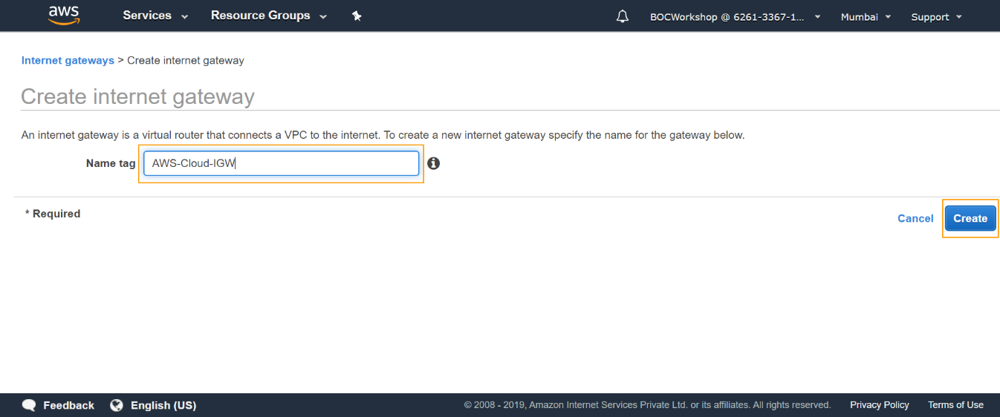 aws Services Resource Groups BOCWorkshop @ 6261-3367-1... Mumbai Support
Internet gateways > Create internet gateway
Create internet gateway
An internet gateway is a virtual router that connects a VPC to the internet. To create a new internet gateway specify the name for the gateway below.
Name tag AWS-Cloud-IGW
* Required
Cancel Create
Feedback English (US) © 2008 - 2019, Amazon Internet Services Private Ltd. or its affiliates. All rights reserved. Privacy Policy Terms of Use